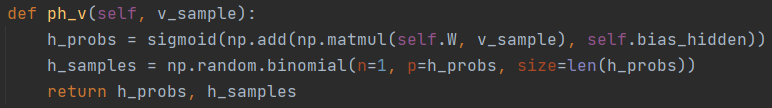 def ph_v(self, v_sample):
    h_probs = sigmoid(np.add(np.matmul(self.W, v_sample), self.bias_hidden))
    h_samples = np.random.binomial(n=1, p=h_probs, size=len(h_probs))
    return h_probs, h_samples